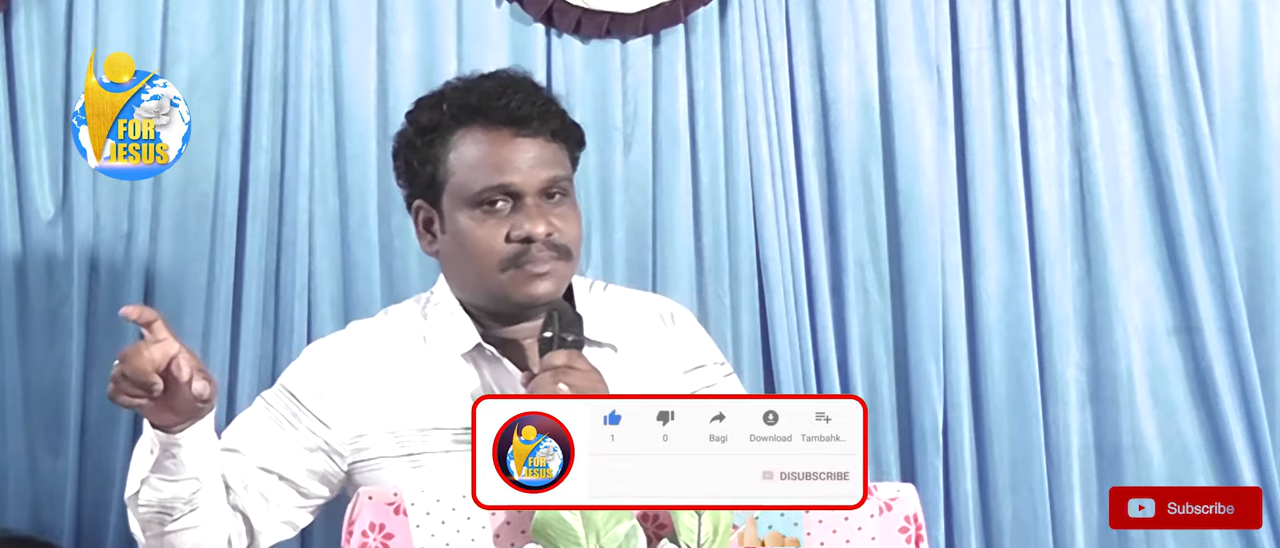 FOR
JESUS
1
0
Bagi
Download
Tambahk...
FOR
JESUS
DISUBSCRIBE
Subscribe